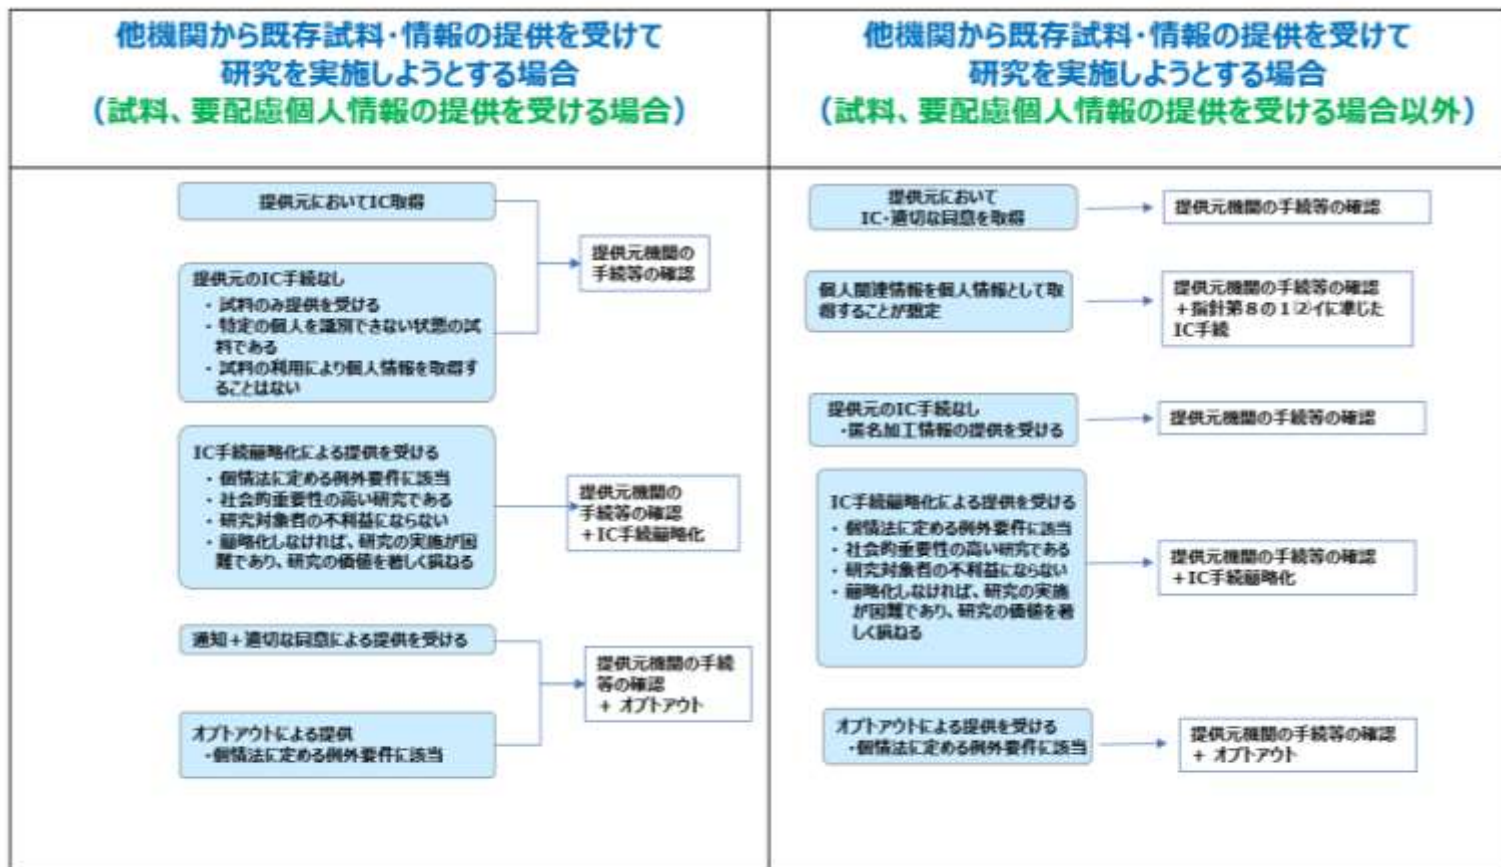 他機関から既存試料・情報の提供を受けて
研究を実施しようとする場合
（試料、要配慮個人情報の提供を受ける場合）
提供元においてIC取得
提供元のIC手続なし
・試料のみ提供を受ける
・特定の個人を識別できない状態の試
料である
・試料の利用により個人情報を取得す
ることはない
提供元機関の
手続等の確認
IC手続簡略化による提供を受ける
・個情法に定める例外要件に該当
・社会的重要性の高い研究である
・研究対象者の不利益にならない
・簡略化しなければ、研究の実施が困
難であり、研究の価値を著しく損ねる
提供元機関の
手続等の確認
＋IC手続簡略化
通知＋適切な同意による提供を受ける
オプトアウトによる提供
・個情法に定める例外要件に該当
提供元機関の手続
等の確認
＋ オプトアウト
他機関から既存試料・情報の提供を受けて
研究を実施しようとする場合
（試料、要配慮個人情報の提供を受ける場合以外）
提供元において
IC・適切な同意を取得
提供元機関の手続等の確認
個人関連情報を個人情報として取
得することが想定
提供元機関の手続等の確認
＋指針第８の１⑵イに準じた
IC手続
提供元のIC手続なし
・匿名加工情報の提供を受ける
提供元機関の手続等の確認
IC手続簡略化による提供を受ける
・個情法に定める例外要件に該当
・社会的重要性の高い研究である
・研究対象者の不利益にならない
・簡略化しなければ、研究の実施
が困難であり、研究の価値を著
しく損ねる
提供元機関の手続等の確認
＋IC手続簡略化
オプトアウトによる提供を受ける
・個情法に定める例外要件に該当
提供元機関の手続等の確認
＋ オプトアウト